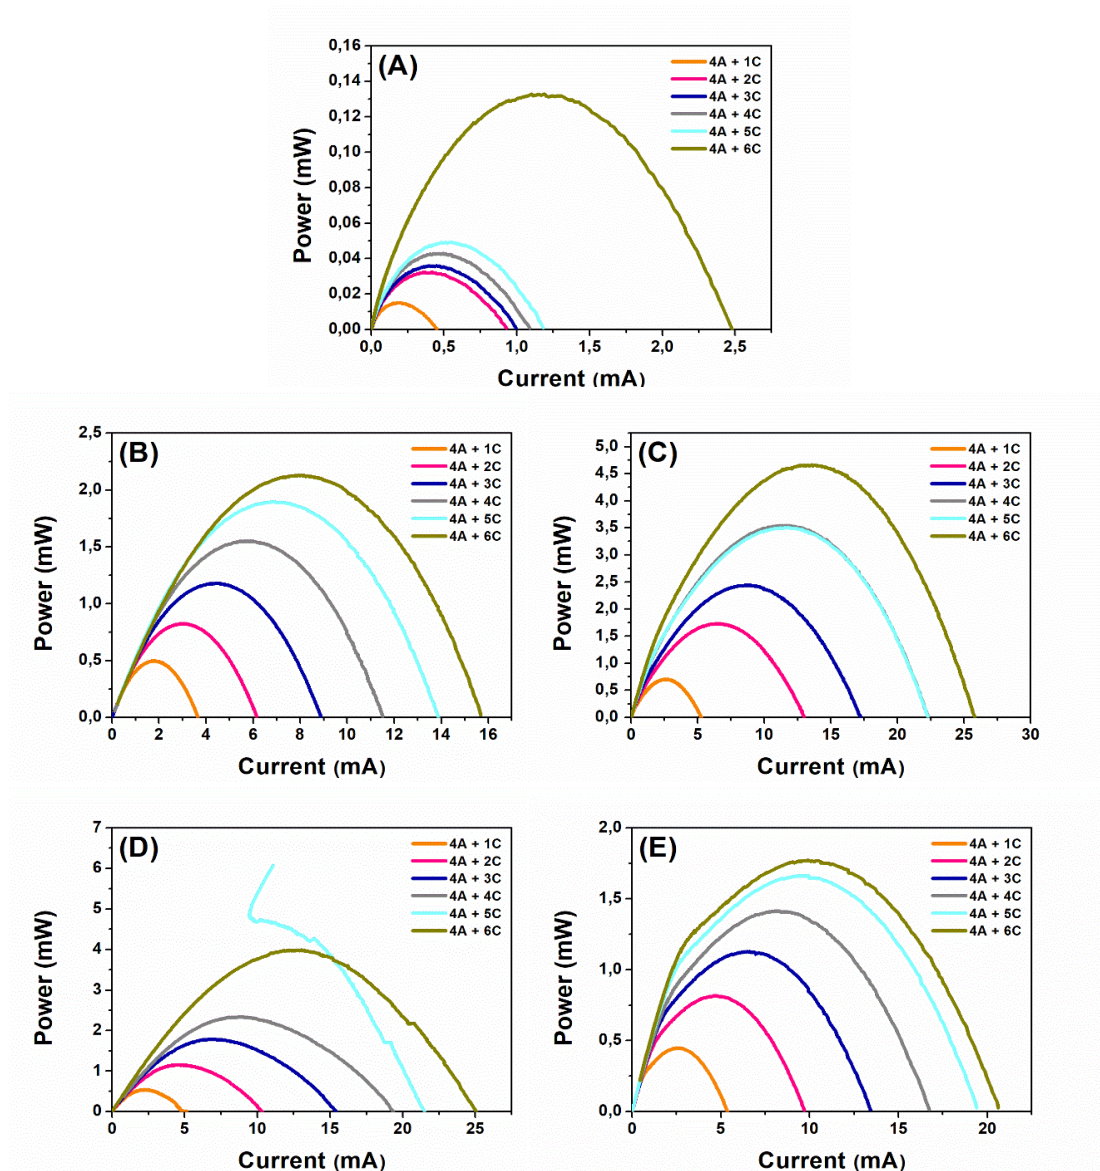 (A)
4A + 1C
4A + 2C
4A + 3C
4A + 4C
4A + 5C
4A + 6C
0,16
0,14
0,12
0,10
0,08
0,06
0,04
0,02
0,00
Power (mW)
0,0 0,5 1,0 1,5 2,0 2,5
Current (mA)
(B)
4A + 1C
4A + 2C
4A + 3C
4A + 4C
4A + 5C
4A + 6C
2,5
2,0
1,5
1,0
0,5
0,0
Power (mW)
0 2 4 6 8 10 12 14 16
Current (mA)
(C)
4A + 1C
4A + 2C
4A + 3C
4A + 4C
4A + 5C
4A + 6C
5,0
4,5
4,0
3,5
3,0
2,5
2,0
1,5
1,0
0,5
0,0
Power (mW)
0 5 10 15 20 25 30
Current (mA)
(D)
4A + 1C
4A + 2C
4A + 3C
4A + 4C
4A + 5C
4A + 6C
7
6
5
4
3
2
1
0
Power (mW)
0 5 10 15 20 25
Current (mA)
(E)
4A + 1C
4A + 2C
4A + 3C
4A + 4C
4A + 5C
4A + 6C
2,0
1,5
1,0
0,5
0,0
Power (mW)
0 5 10 15 20
Current (mA)